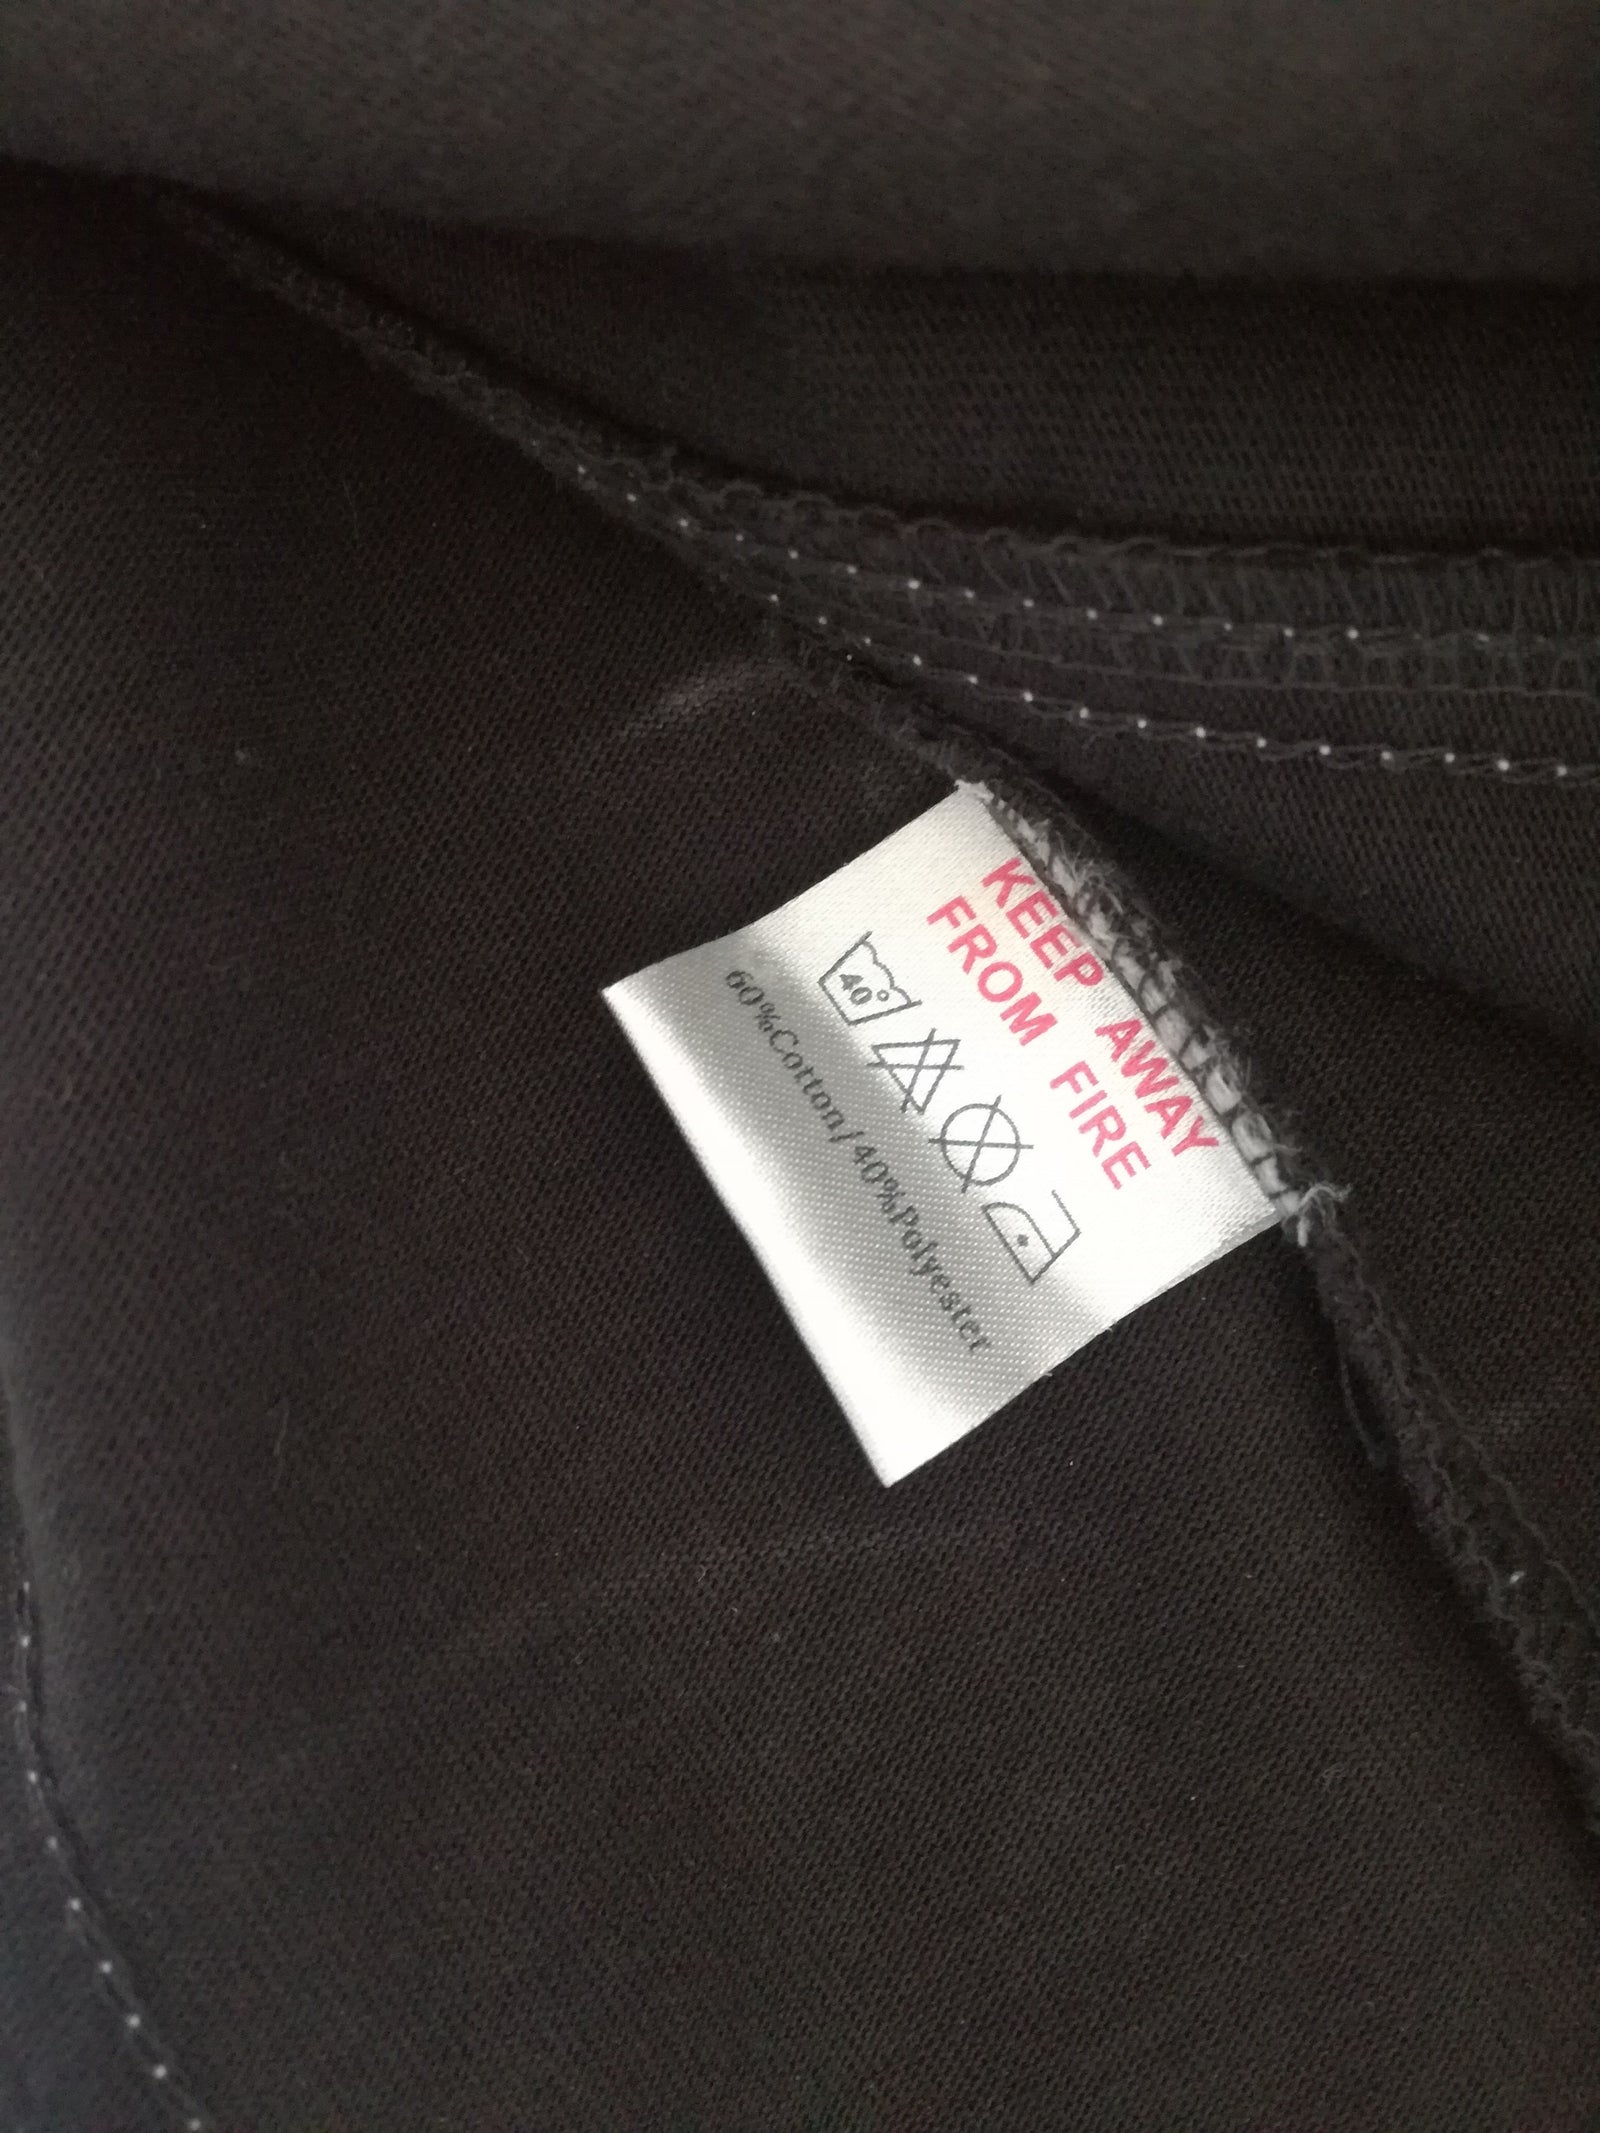 KEEP AWAY
FROM FIRE
40°
60%Cotton/40%Polyester